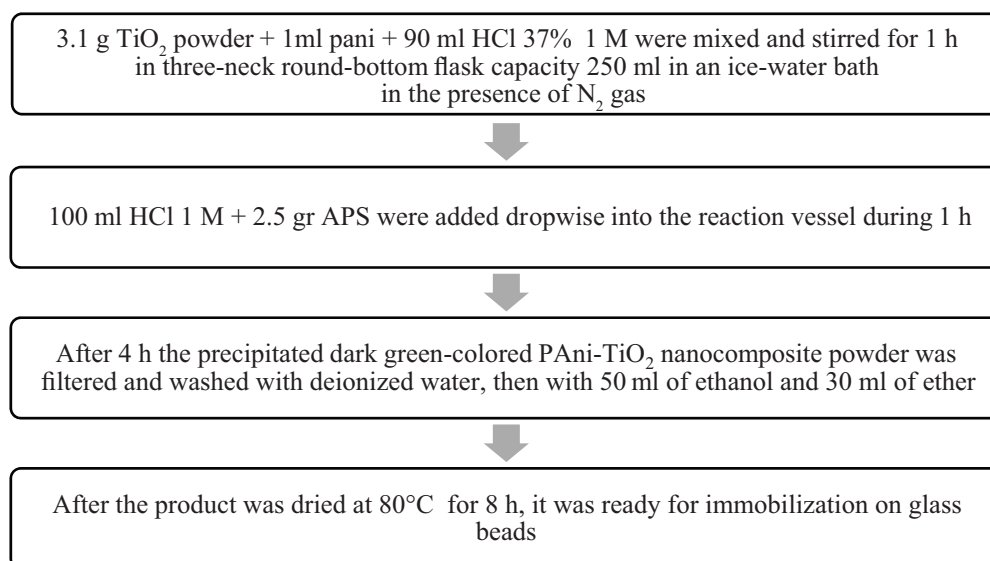 3.1 g TiO₂ powder + 1ml pani + 90 ml HCl 37%  1 M were mixed and stirred for 1 h
in three-neck round-bottom flask capacity 250 ml in an ice-water bath
in the presence of N₂ gas
100 ml HCl 1 M + 2.5 gr APS were added dropwise into the reaction vessel during 1 h
After 4 h the precipitated dark green-colored PAni-TiO₂ nanocomposite powder was
filtered and washed with deionized water, then with 50 ml of ethanol and 30 ml of ether
After the product was dried at 80°C  for 8 h, it was ready for immobilization on glass
beads